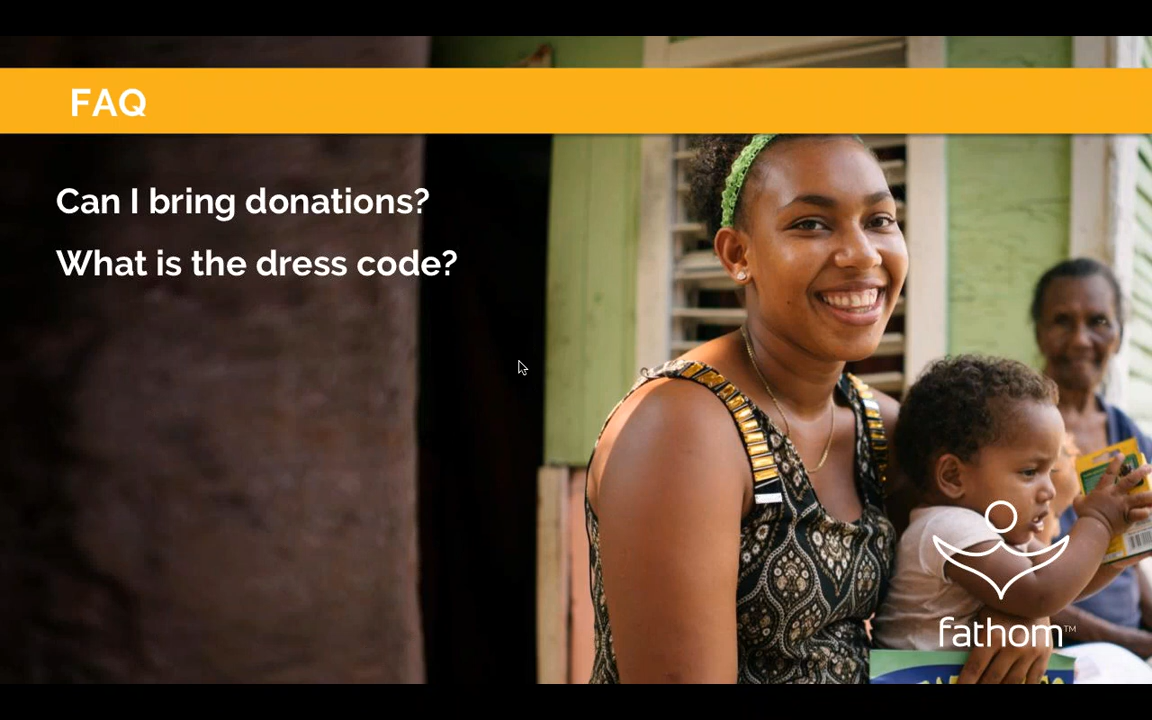 FAQ
Can I bring donations?
What is the dress code?
fathom™